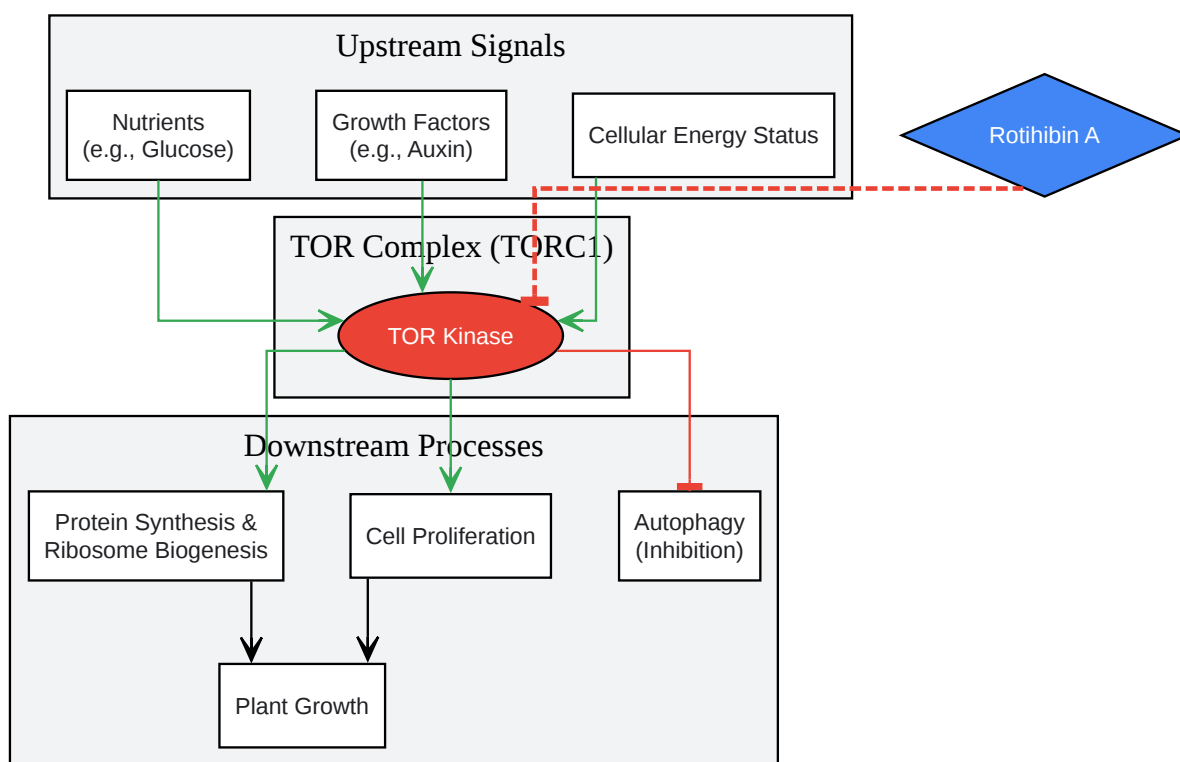 Upstream Signals
Nutrients
(e.g., Glucose)
Growth Factors
(e.g., Auxin)
Cellular Energy Status
Rotihibin A
TOR Complex (TORC1)
TOR Kinase
Downstream Processes
Protein Synthesis &
Ribosome Biogenesis
Cell Proliferation
Autophagy
(Inhibition)
Plant Growth